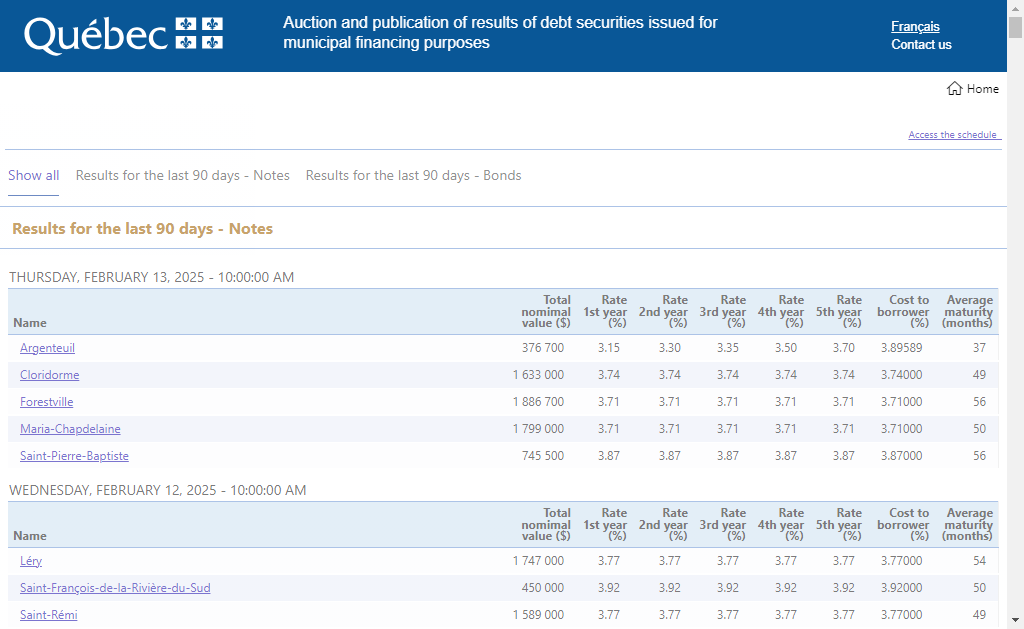 Québec
Auction and publication of results of debt securities issued for
municipal financing purposes
Français
Contact us
Home
Access the schedule
Show all Results for the last 90 days - Notes Results for the last 90 days - Bonds
Results for the last 90 days - Notes
THURSDAY, FEBRUARY 13, 2025 - 10:00:00 AM
Total Rate Rate Rate Rate Rate Cost to Average
nomimal 1st year 2nd year 3rd year 4th year 5th year borrower maturity
Name value ($) (%) (%) (%) (%) (%) (%) (months)
Argenteuil 376 700 3.15 3.30 3.35 3.50 3.70 3.89589 37
Cloridorme 1 633 000 3.74 3.74 3.74 3.74 3.74 3.74000 49
Forestville 1 886 700 3.71 3.71 3.71 3.71 3.71 3.71000 56
Maria-Chapdelaine 1 799 000 3.71 3.71 3.71 3.71 3.71 3.71000 50
Saint-Pierre-Baptiste 745 500 3.87 3.87 3.87 3.87 3.87 3.87000 56
WEDNESDAY, FEBRUARY 12, 2025 - 10:00:00 AM
Total Rate Rate Rate Rate Rate Cost to Average
nomimal 1st year 2nd year 3rd year 4th year 5th year borrower maturity
Name value ($) (%) (%) (%) (%) (%) (%) (months)
Léry 1 747 000 3.77 3.77 3.77 3.77 3.77 3.77000 54
Saint-François-de-la-Rivière-du-Sud 450 000 3.92 3.92 3.92 3.92 3.92 3.92000 50
Saint-Rémi 1 589 000 3.77 3.77 3.77 3.77 3.77 3.77000 49